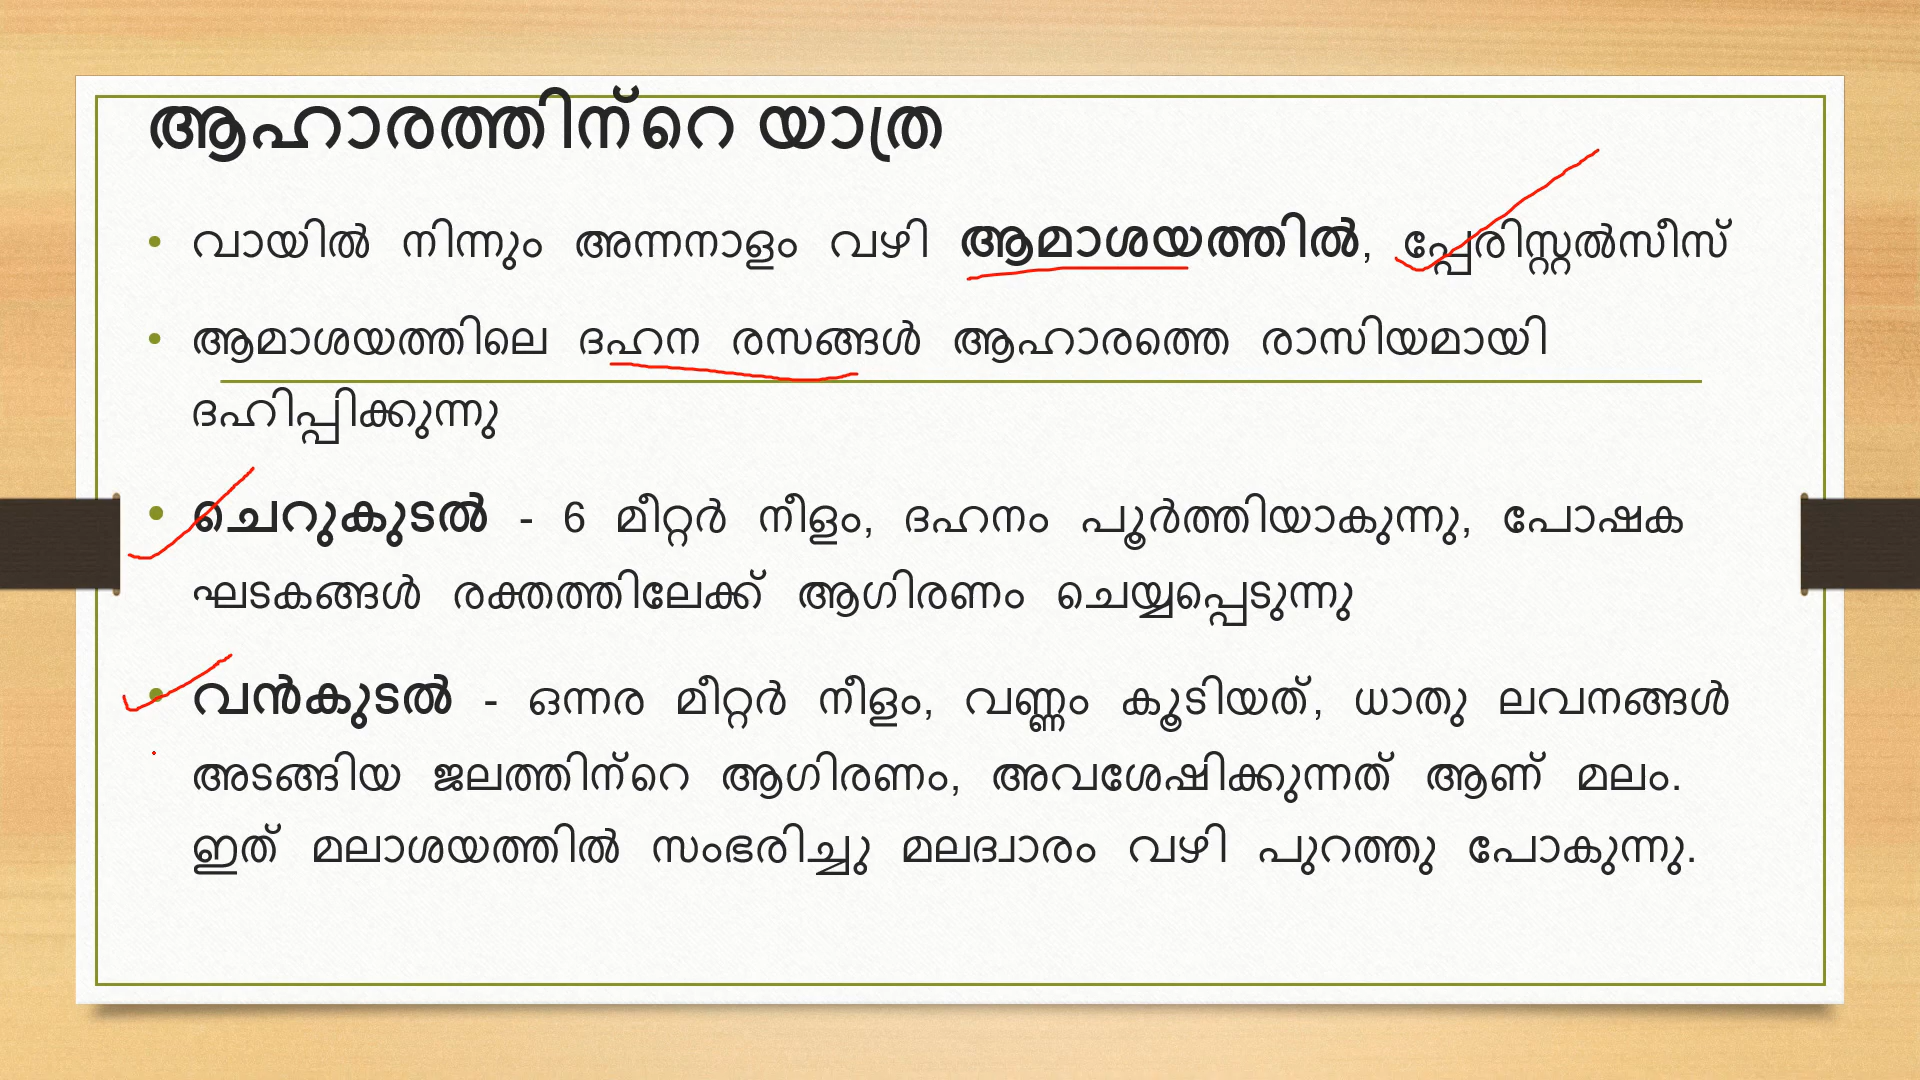 ആഹാരത്തിന്റെ യാത്ര
• വായിൽ നിന്നും അന്നനാളം വഴി ആമാശയത്തിൽ, പ്പേരിസ്റ്റൽസീസ്
• ആമാശയത്തിലെ ദഹന രസങ്ങൾ ആഹാരത്തെ രാസിയമായി
ദഹിപ്പിക്കുന്നു
• ചെറുകുടൽ - 6 മീറ്റർ നീളം, ദഹനം പൂർത്തിയാകുന്നു, പോഷക
ഘടകങ്ങൾ രക്തത്തിലേക്ക് ആഗിരണം ചെയ്യപ്പെടുന്നു
• വൻകുടൽ - ഒന്നര മീറ്റർ നീളം, വണ്ണം കൂടിയത്, ധാതു ലവനങ്ങൾ
അടങ്ങിയ ജലത്തിന്റെ ആഗിരണം, അവശേഷിക്കുന്നത് ആണ് മലം.
ഇത് മലാശയത്തിൽ സംഭരിച്ചു മലദ്വാരം വഴി പുറത്തു പോകുന്നു.